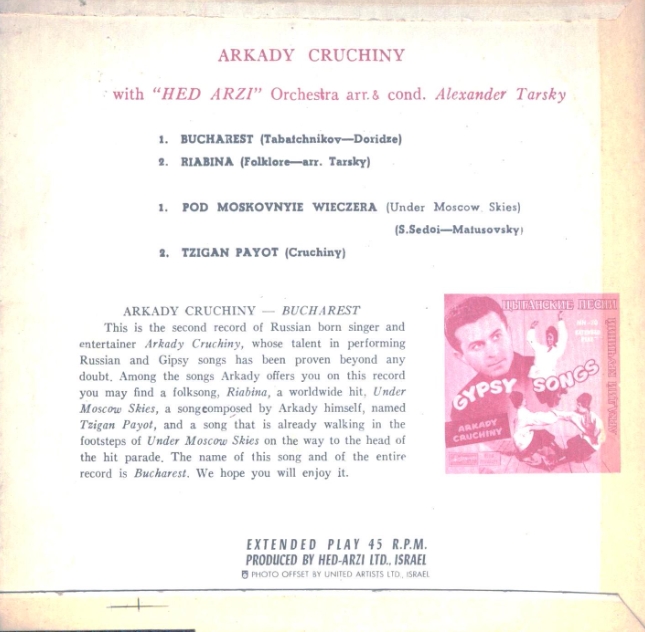 ARKADY CRUCHINY
with "HED ARZI" Orchestra arr. & cond. Alexander Tarsky
1. BUCHAREST (Tabatchnikov—Doridze)
2. RIABINA (Folklore—arr. Tarsky)
1. POD MOSKOVNYIE WIECZERA (Under Moscow Skies)
(S.Sedoi—Matusovsky)
2. TZIGAN PAYOT (Cruchiny)
ARKADY CRUCHINY — BUCHAREST
This is the second record of Russian born singer and
entertainer Arkady Cruchiny, whose talent in performing
Russian and Gipsy songs has been proven beyond any
doubt. Among the songs Arkady offers you on this record
you may find a folksong, Riabina, a worldwide hit, Under
Moscow Skies, a song composed by Arkady himself, named
Tzigan Payot, and a song that is already walking in the
footsteps of Under Moscow Skies on the way to the head of
the hit parade. The name of this song and of the entire
record is Bucharest. We hope you will enjoy it.
ЦЫГАНСКИЕ ПЕСНИ
GYPSY SONGS
ARKADY
CRUCHINY
EXTENDED PLAY 45 R.P.M.
PRODUCED BY HED-ARZI LTD., ISRAEL
PHOTO OFFSET BY UNITED ARTISTS LTD., ISRAEL